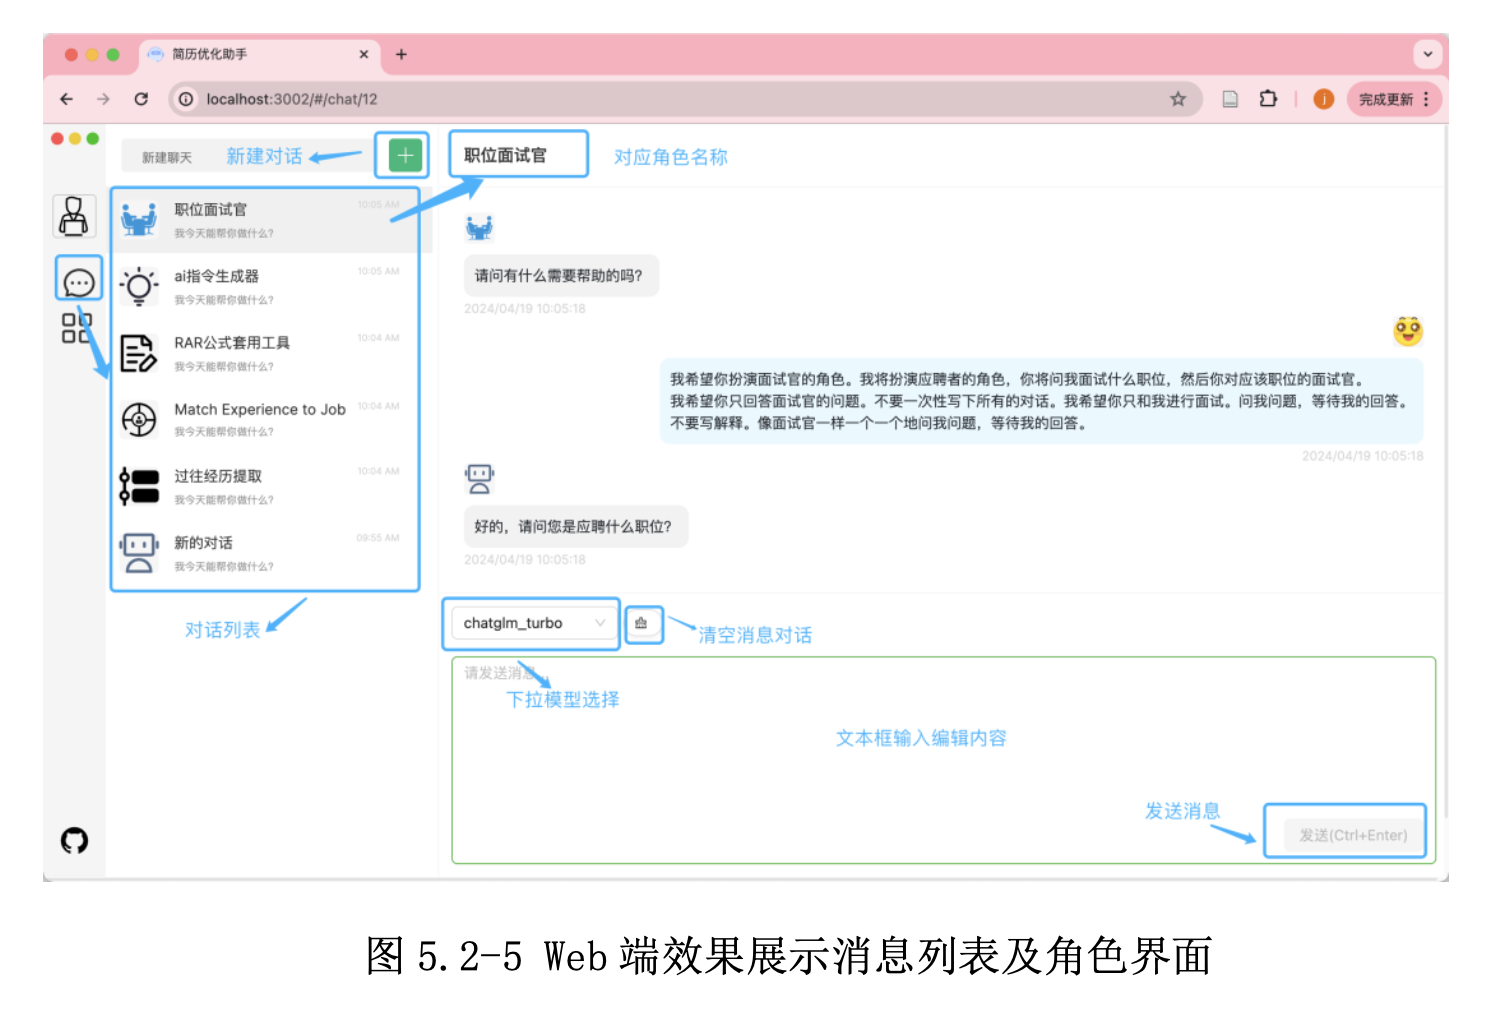 简历优化助手
localhost:3002/#/chat/12
完成更新
新建聊天
新建对话
职位面试官
对应角色名称
职位面试官
10:05 AM
我今天能帮你做什么?
ai指令生成器
10:05 AM
我今天能帮你做什么?
RAR公式套用工具
10:04 AM
我今天能帮你做什么?
Match Experience to Job
10:04 AM
我今天能帮你做什么?
过往经历提取
10:04 AM
我今天能帮你做什么?
新的对话
09:55 AM
我今天能帮你做什么?
对话列表
请问有什么需要帮助的吗?
2024/04/19 10:05:18
我希望你扮演面试官的角色。我将扮演应聘者的角色，你将问我面试什么职位，然后你对应该职位的面试官。
我希望你只回答面试官的问题。不要一次性写下所有的对话。我希望你只和我进行面试。问我问题，等待我的回答。
不要写解释。像面试官一样一个一个地问我问题，等待我的回答。
2024/04/19 10:05:18
好的，请问您是应聘什么职位?
2024/04/19 10:05:18
chatglm_turbo
清空消息对话
请发送消息
下拉模型选择
文本框输入编辑内容
发送消息
发送(Ctrl+Enter)
图 5.2-5 Web 端效果展示消息列表及角色界面